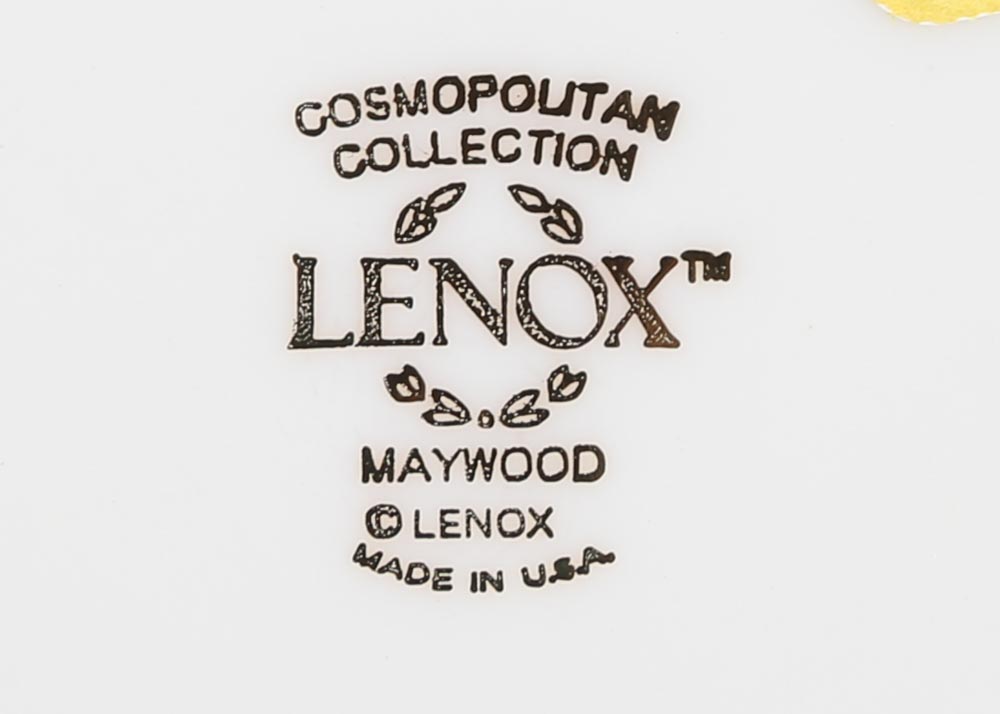 COSMOPOLITAN
COLLECTION
LENOX™
MAYWOOD
© LENOX
MADE IN U.S.A.